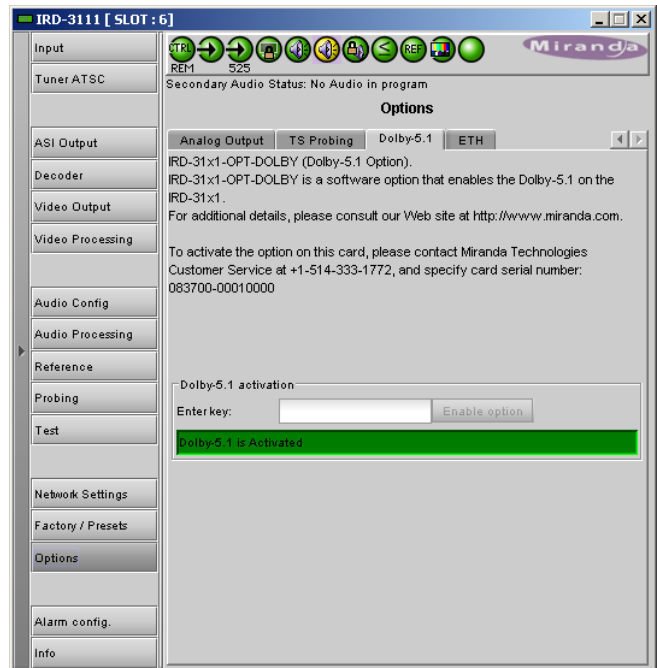 IRD-3111 [ SLOT : 6]
Input
Tuner ATSC
ASI Output
Decoder
Video Output
Video Processing
Audio Config
Audio Processing
Reference
Probing
Test
Network Settings
Factory / Presets
Options
Alarm config.
Info
CTRL
REF
Miranda
REM
525
Secondary Audio Status: No Audio in program
Options
Analog Output
TS Probing
Dolby-5.1
ETH
IRD-31x1-OPT-DOLBY (Dolby-5.1 Option).
IRD-31x1-OPT-DOLBY is a software option that enables the Dolby-5.1 on the
IRD-31x1.
For additional details, please consult our Web site at http://www.miranda.com.
To activate the option on this card, please contact Miranda Technologies
Customer Service at +1-514-333-1772, and specify card serial number:
083700-00010000
Dolby-5.1 activation
Enter key:
Enable option
Dolby-5.1 is Activated